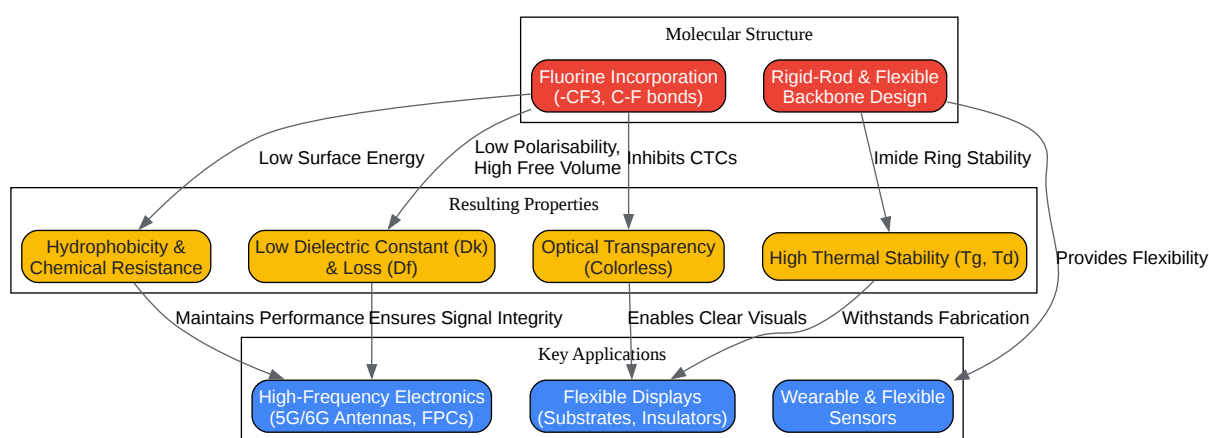 Molecular Structure
Fluorine Incorporation
(-CF3, C-F bonds)
Rigid-Rod & Flexible
Backbone Design
Low Surface Energy
Low Polarisability,
High Free Volume
Inhibits CTCs
Imide Ring Stability
Resulting Properties
Hydrophobicity &
Chemical Resistance
Low Dielectric Constant (Dk)
& Loss (Df)
Optical Transparency
(Colorless)
High Thermal Stability (Tg, Td)
Provides Flexibility
Maintains Performance
Ensures Signal Integrity
Enables Clear Visuals
Withstands Fabrication
Key Applications
High-Frequency Electronics
(5G/6G Antennas, FPCs)
Flexible Displays
(Substrates, Insulators)
Wearable & Flexible
Sensors